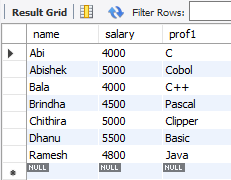 Result Grid Filter Rows:
name salary prof1
Abi 4000 C
Abishek 5000 Cobol
Bala 4000 C++
Brindha 4500 Pascal
Chithira 5000 Clipper
Dhanu 5500 Basic
Ramesh 4800 Java
NULL NULL NULL